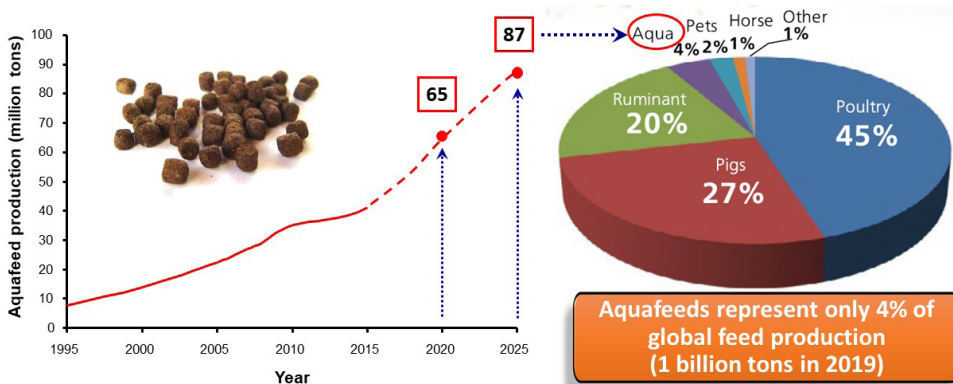 Aquafeed production (million tons)
100
90
80
70
60
50
40
30
20
10
0
1995
2000
2005
2010
2015
2020
2025
Year
65
87
Aqua
4%
Pets
2%
Horse
1%
Other
1%
Ruminant
20%
Poultry
45%
Pigs
27%
Aquafeeds represent only 4% of
global feed production
(1 billion tons in 2019)